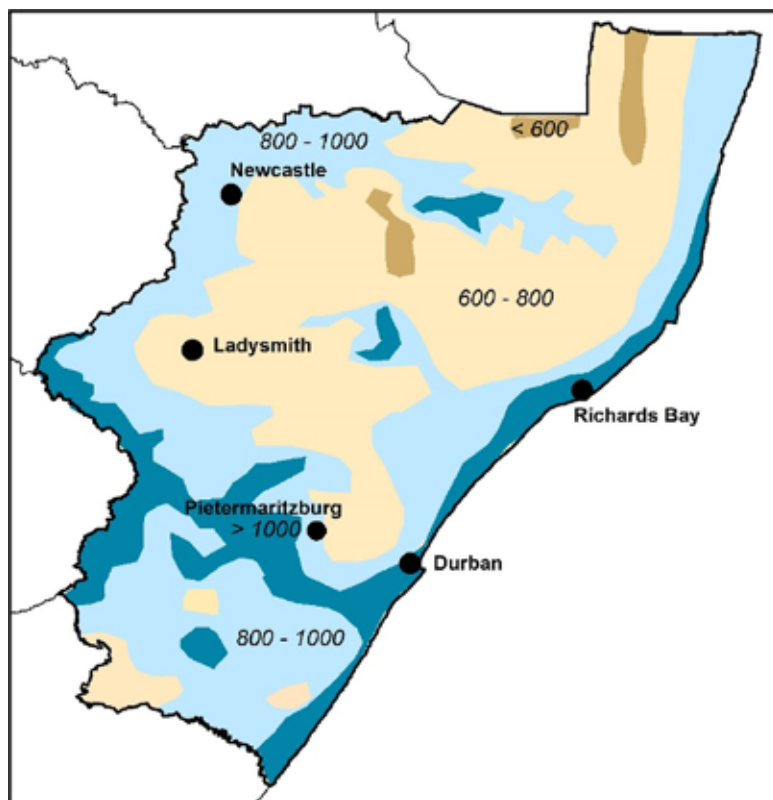 < 600
800 - 1000
Newcastle
600 - 800
Ladysmith
Richards Bay
Pietermaritzburg
> 1000
Durban
800 - 1000